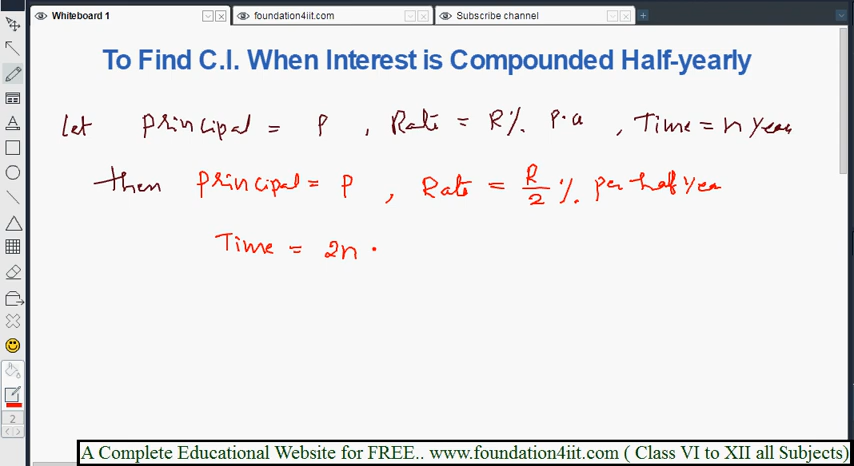 Whiteboard 1
foundation4iit.com
Subscribe channel
To Find C.I. When Interest is Compounded Half-yearly
Let Principal = P , Rate = R% P.a , Time = n year
then Principal = P , Rate = R/2 % per half year
Time = 2n .
2
A Complete Educational Website for FREE.. www.foundation4iit.com ( Class VI to XII all Subjects)